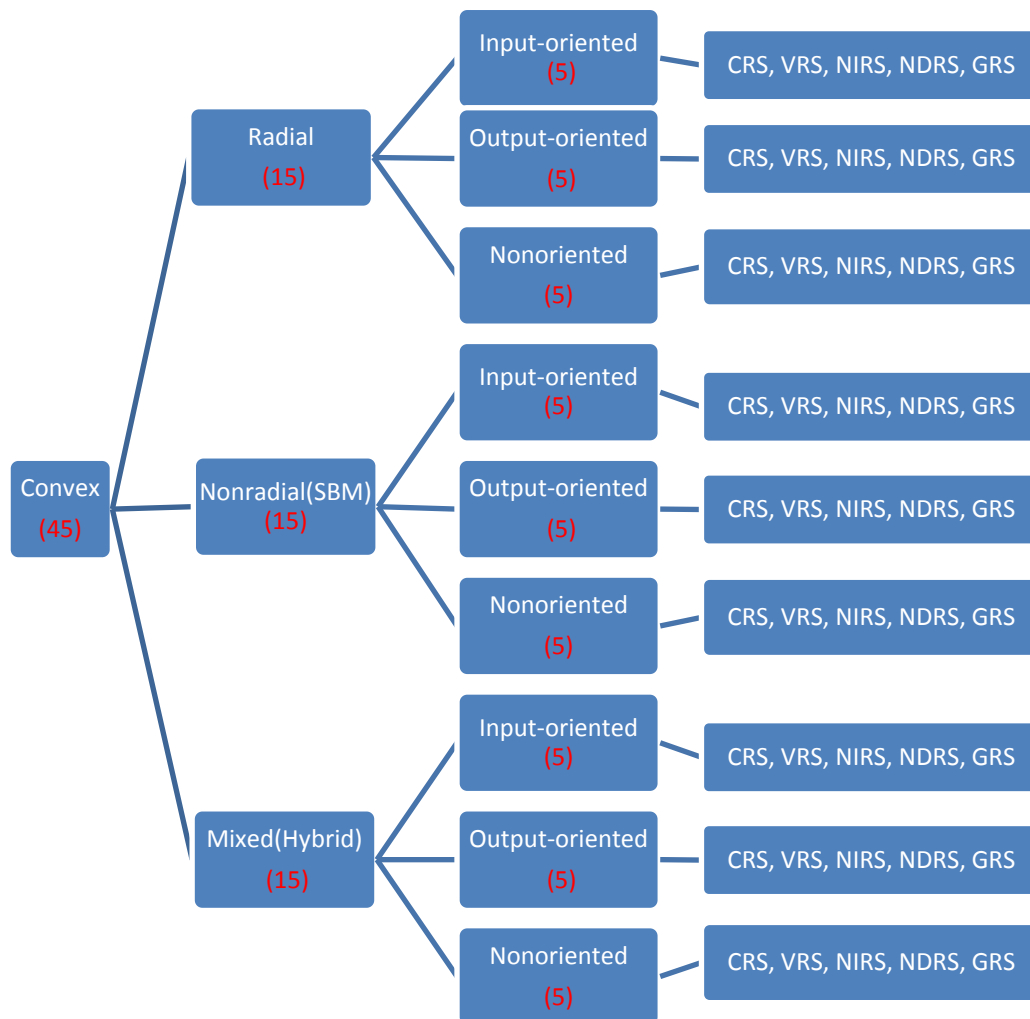 Convex
(45)
Radial
(15)
Input-oriented
(5)
CRS, VRS, NIRS, NDRS, GRS
Output-oriented
(5)
CRS, VRS, NIRS, NDRS, GRS
Nonoriented
(5)
CRS, VRS, NIRS, NDRS, GRS
Nonradial(SBM)
(15)
Input-oriented
(5)
CRS, VRS, NIRS, NDRS, GRS
Output-oriented
(5)
CRS, VRS, NIRS, NDRS, GRS
Nonoriented
(5)
CRS, VRS, NIRS, NDRS, GRS
Mixed(Hybrid)
(15)
Input-oriented
(5)
CRS, VRS, NIRS, NDRS, GRS
Output-oriented
(5)
CRS, VRS, NIRS, NDRS, GRS
Nonoriented
(5)
CRS, VRS, NIRS, NDRS, GRS